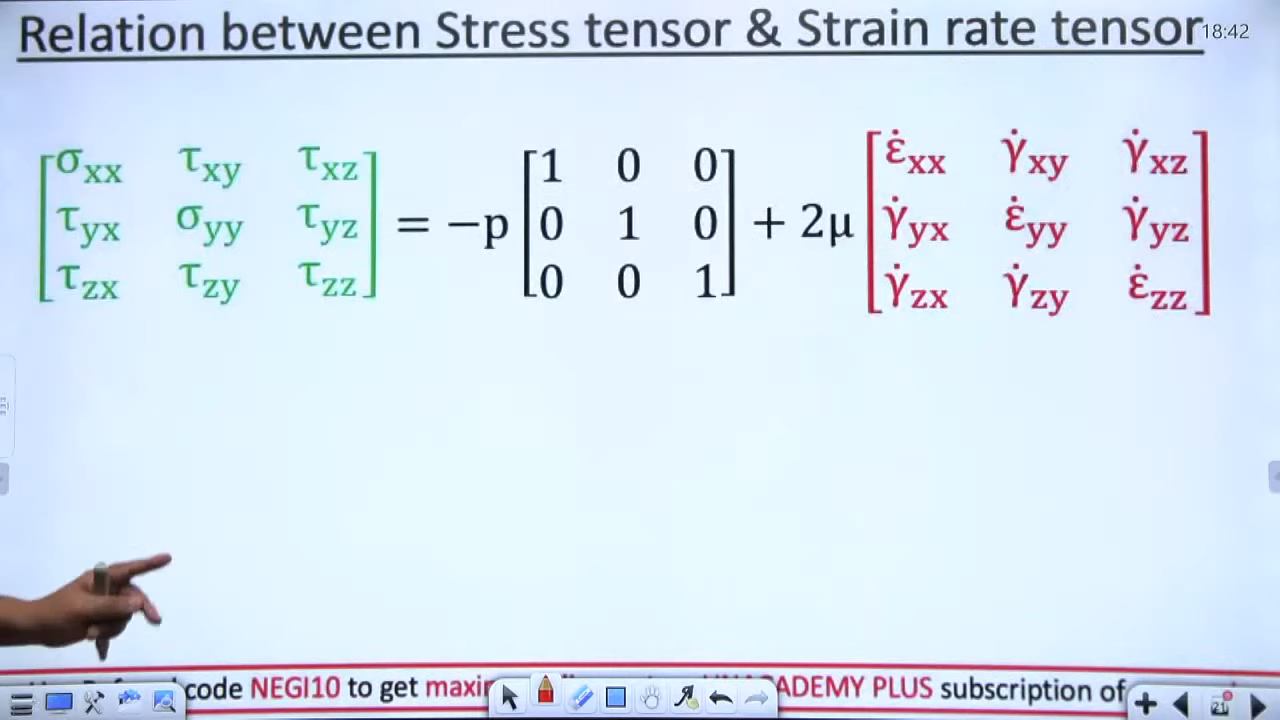 Relation between Stress tensor & Strain rate tensor
18:42
σxx τxy τxz
τyx σyy τyz
τzx τzy τzz
= −p
1 0 0
0 1 0
0 0 1
+ 2μ
ε̇xx γ̇xy γ̇xz
γ̇yx ε̇yy γ̇yz
γ̇zx γ̇zy ε̇zz
code NEGI10 to get UNACADEMY PLUS subscription of
21